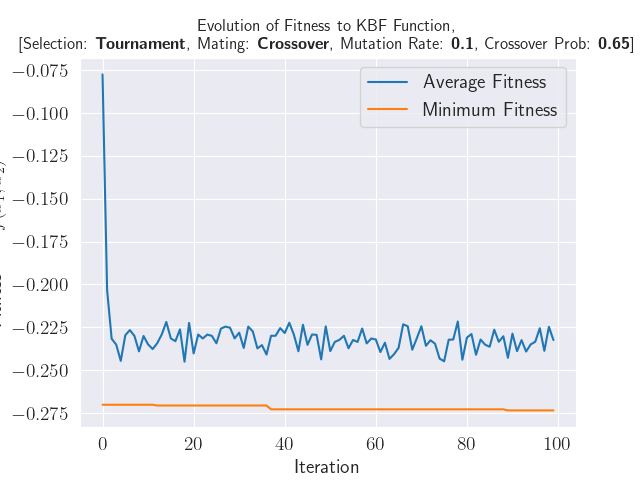 Evolution of Fitness to KBF Function,
[Selection: Tournament, Mating: Crossover, Mutation Rate: 0.1, Crossover Prob: 0.65]
Average Fitness
Minimum Fitness
−0.075
−0.100
−0.125
−0.150
−0.175
−0.200
−0.225
−0.250
−0.275
0 20 40 60 80 100
Iteration